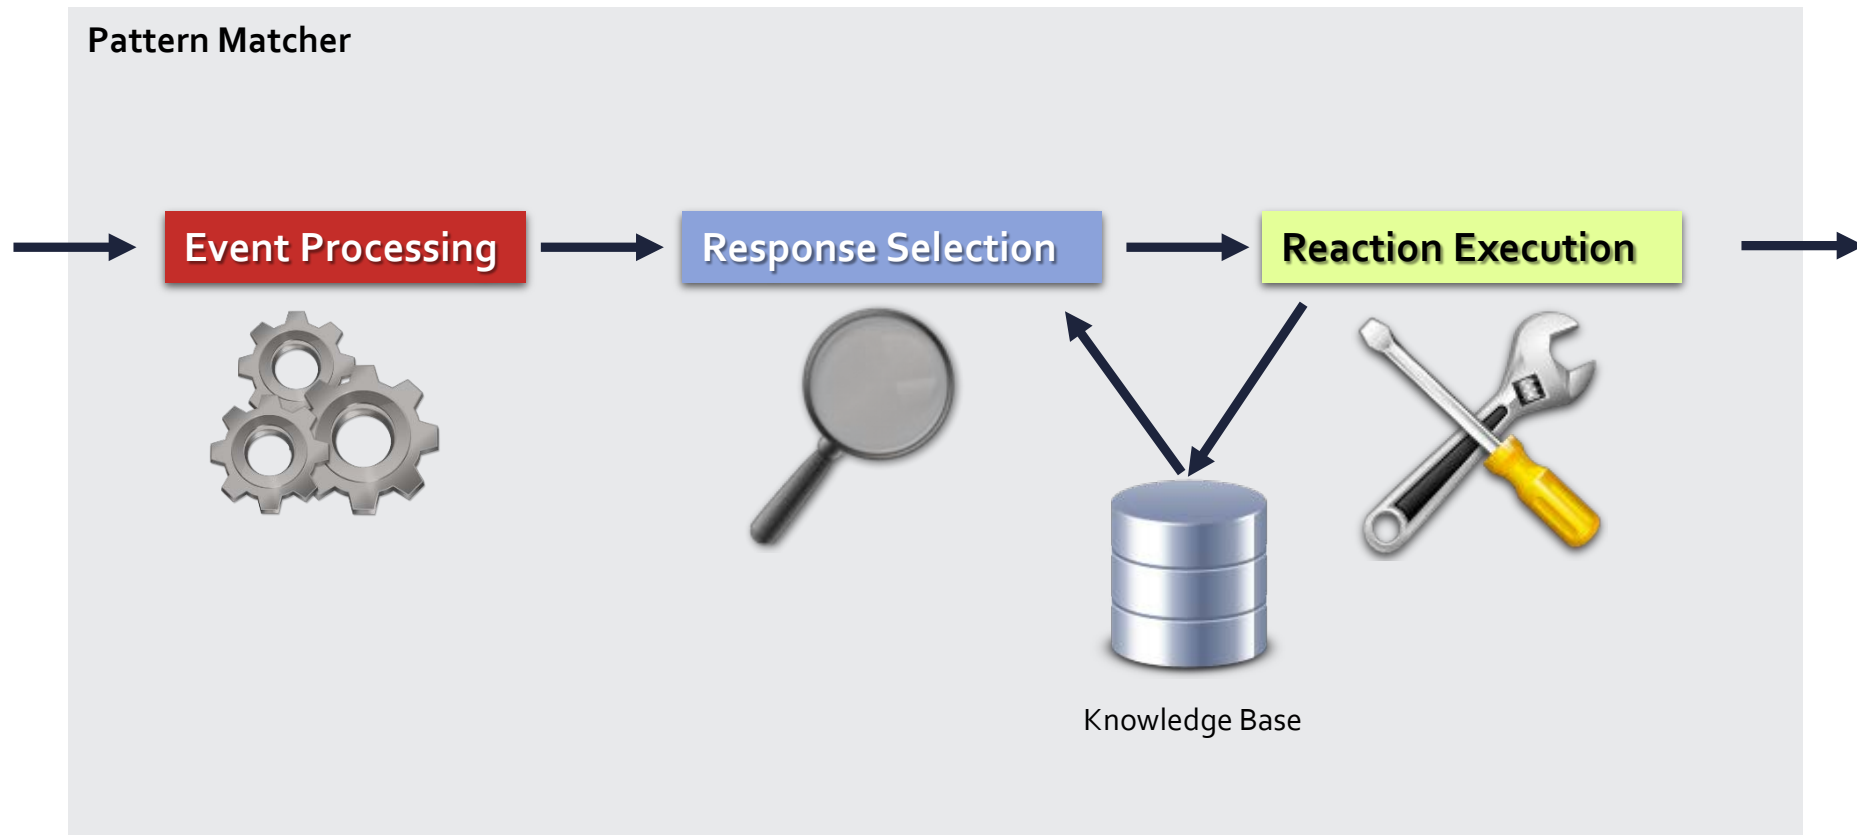 Pattern Matcher
Event Processing
Response Selection
Reaction Execution
Knowledge Base